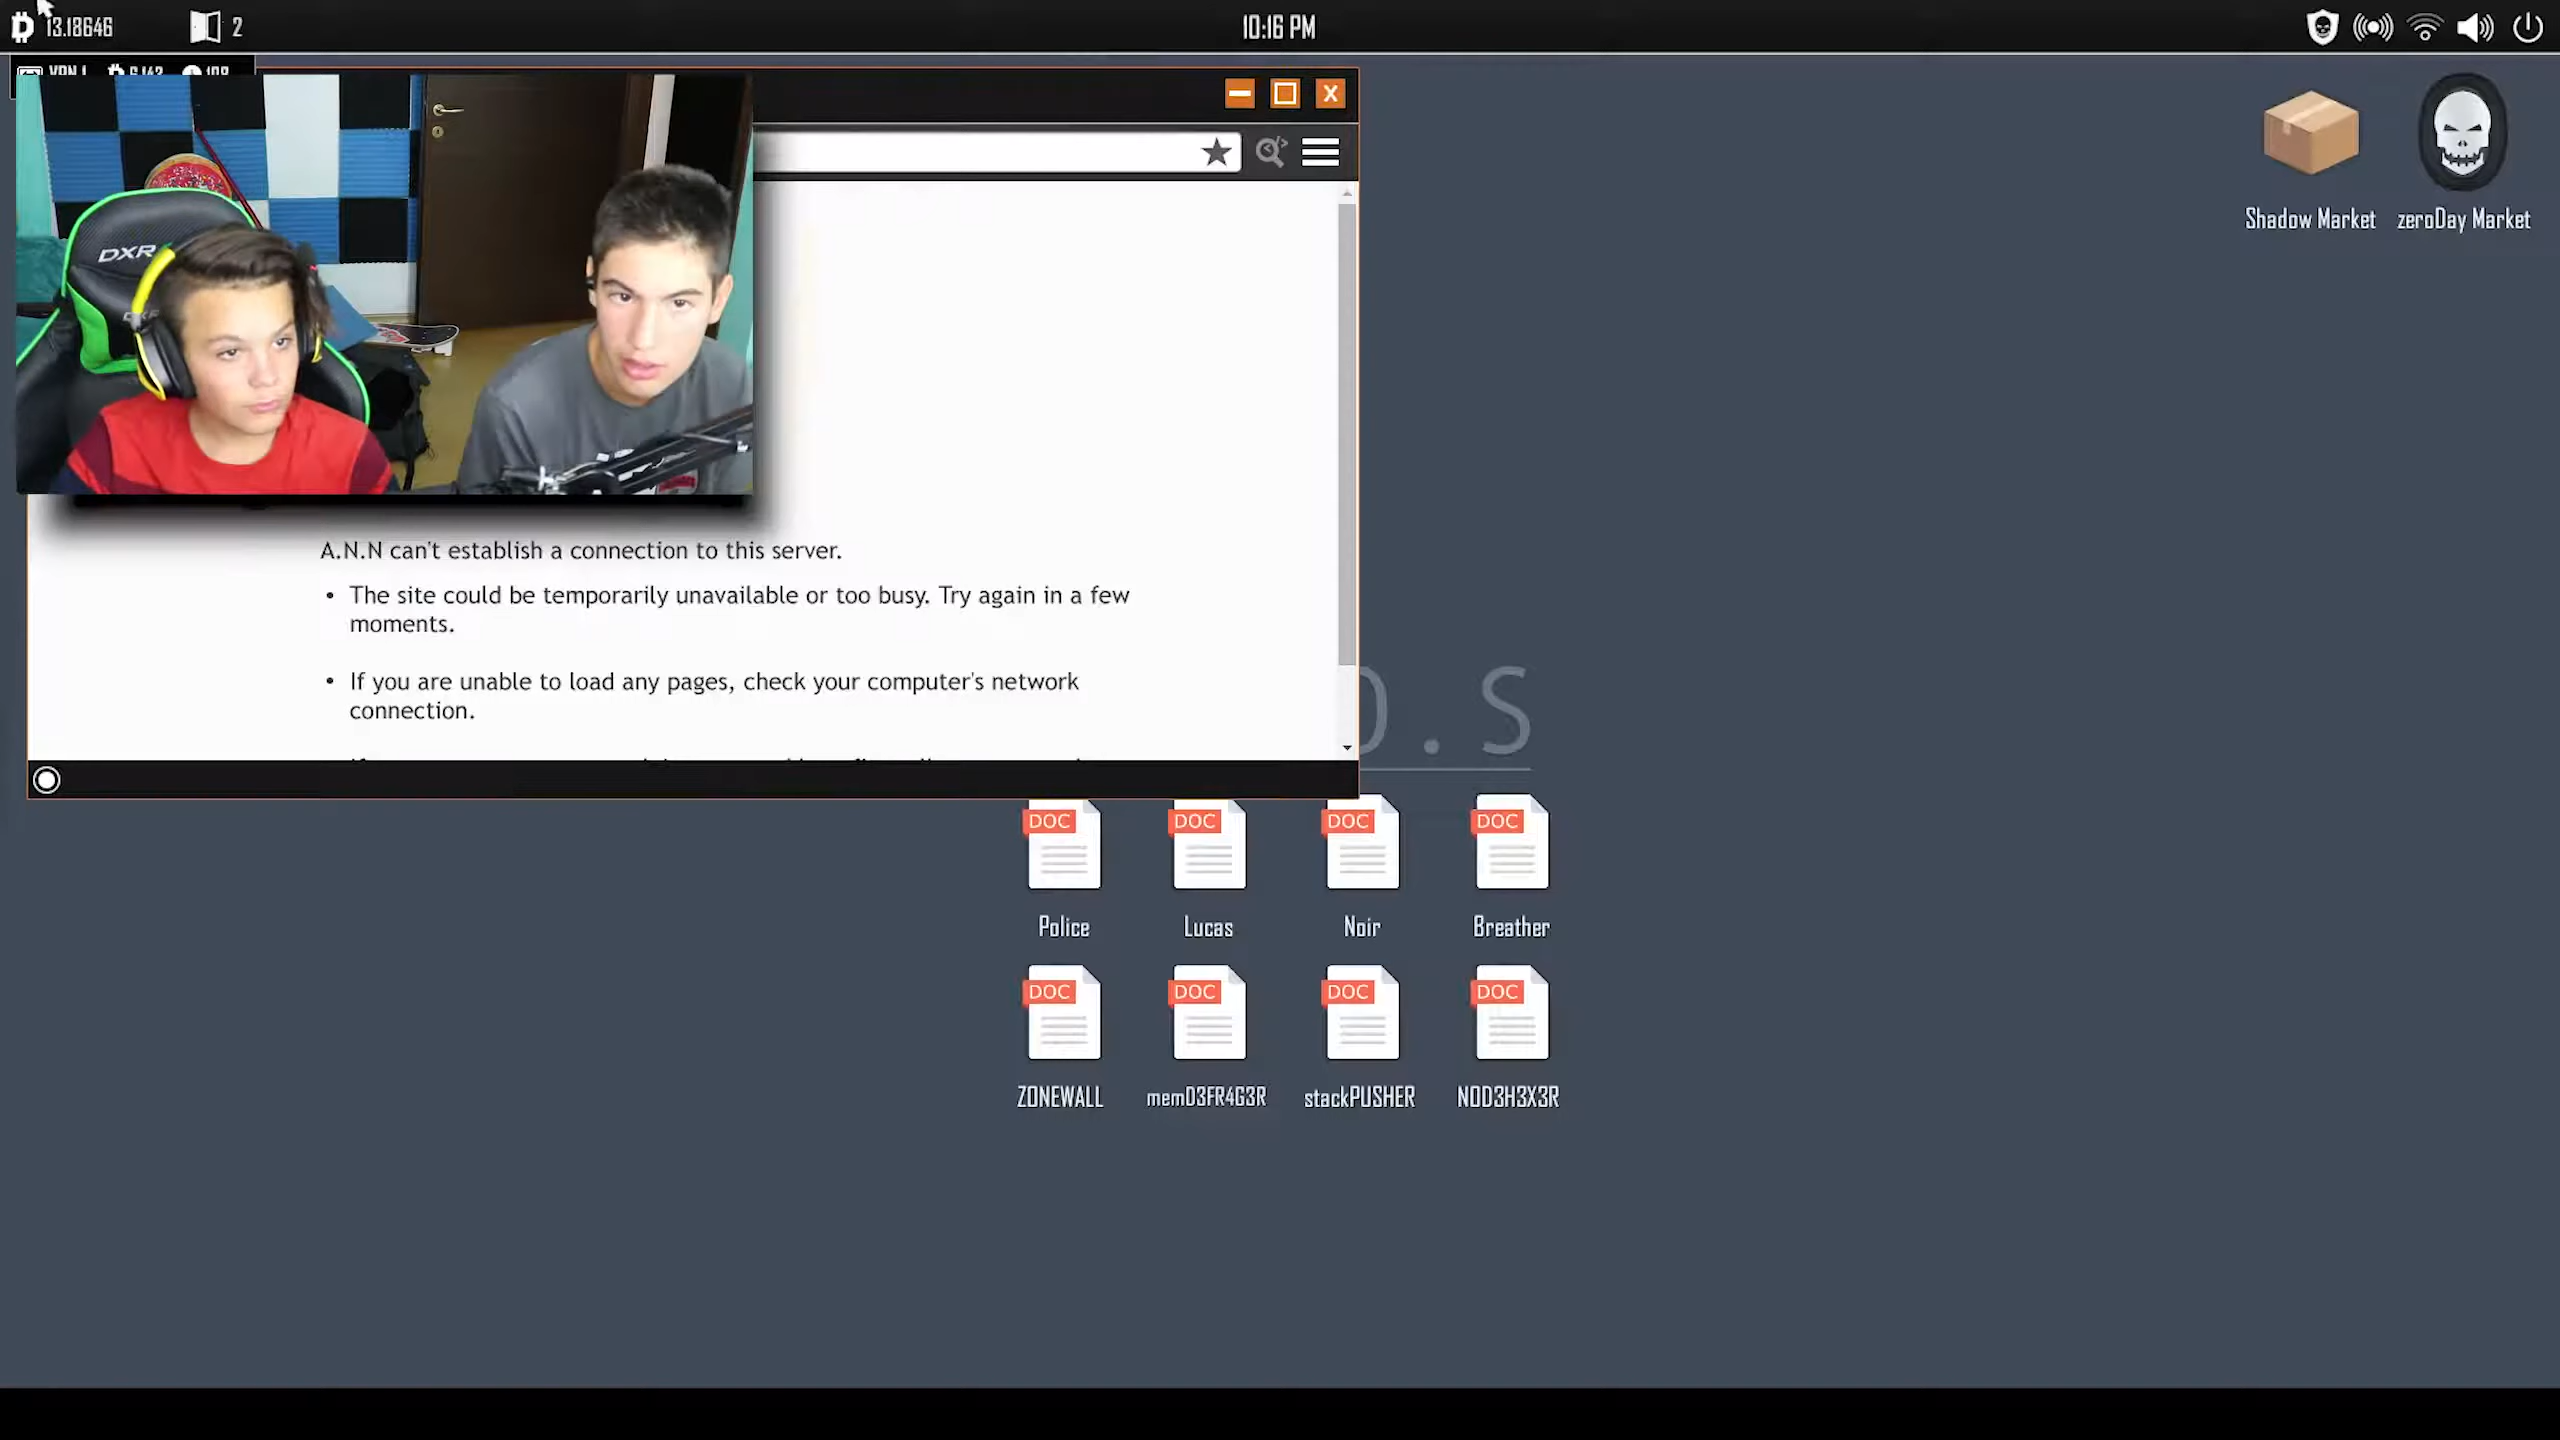 13.18646
2
10:16 PM
VPN 1
DXR
Shadow Market
zeroDay Market
A.N.N can't establish a connection to this server.
• The site could be temporarily unavailable or too busy. Try again in a few
moments.
• If you are unable to load any pages, check your computer's network
connection.
O.S
DOC
DOC
DOC
DOC
Police
Lucas
Noir
Breather
DOC
DOC
DOC
DOC
ZONEWALL
memD3FR4G3R
stackPUSHER
N0D3H3X3R